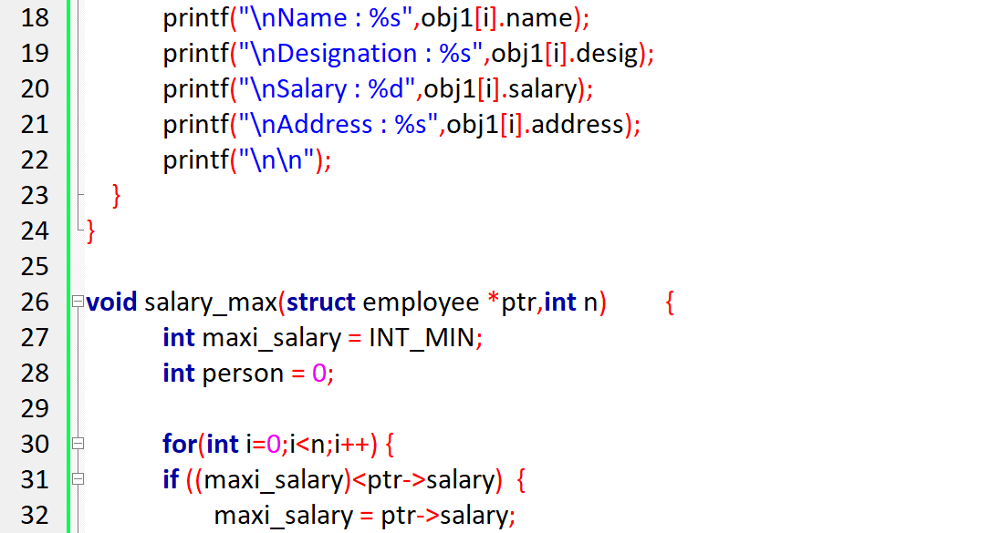 18 printf("\nName : %s",obj1[i].name);
19 printf("\nDesignation : %s",obj1[i].desig);
20 printf("\nSalary : %d",obj1[i].salary);
21 printf("\nAddress : %s",obj1[i].address);
22 printf("\n\n");
23 }
24 }
25
26 void salary_max(struct employee *ptr,int n) {
27 int maxi_salary = INT_MIN;
28 int person = 0;
29
30 for(int i=0;i<n;i++) {
31 if ((maxi_salary)<ptr->salary) {
32 maxi_salary = ptr->salary;